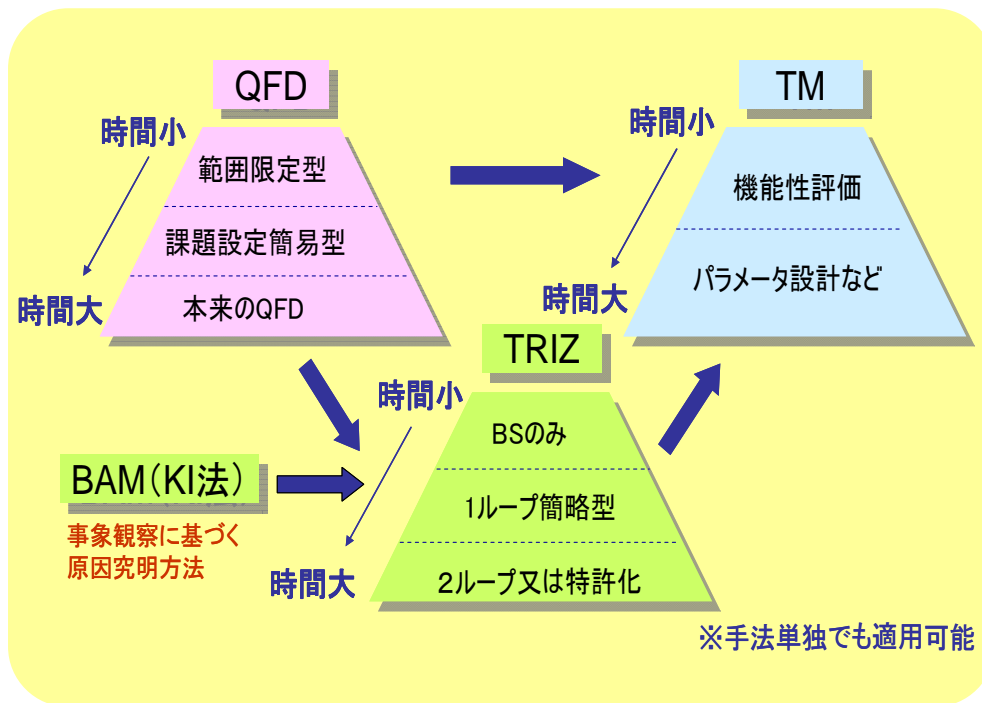 QFD
時間小
範囲限定型
課題設定簡易型
本来のQFD
時間大
TM
時間小
機能性評価
パラメータ設計など
時間大
TRIZ
時間小
BSのみ
1ループ簡略型
2ループ又は特許化
時間大
BAM(KI法)
事象観察に基づく
原因究明方法
※手法単独でも適用可能